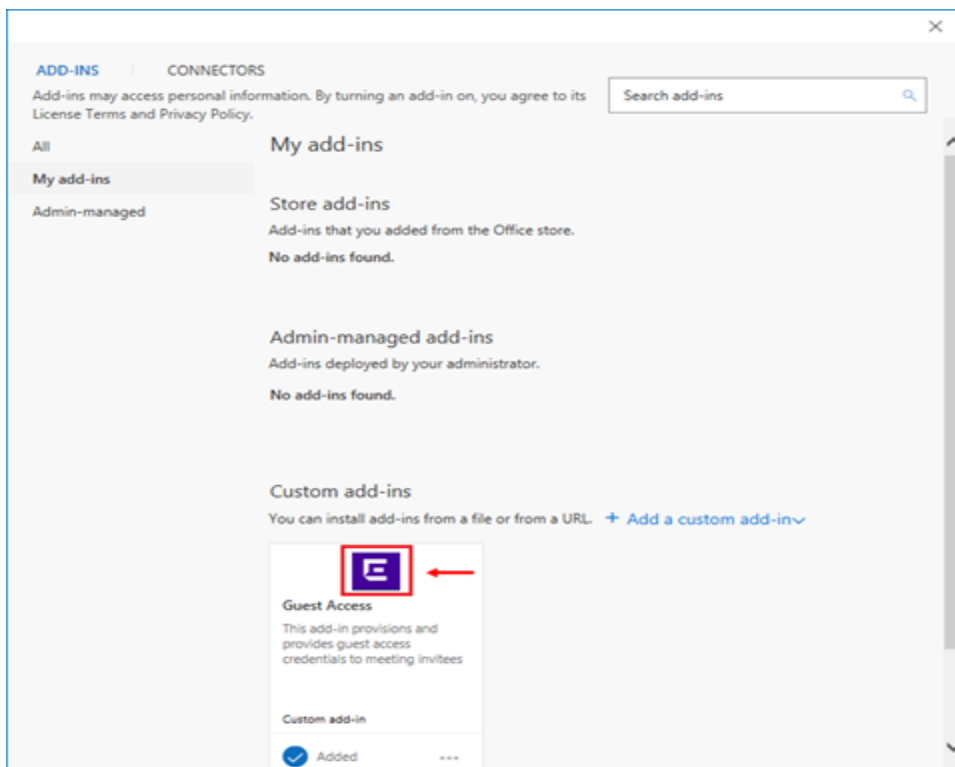 ADD-INS CONNECTORS
Add-ins may access personal information. By turning an add-in on, you agree to its
License Terms and Privacy Policy.
Search add-ins
All
My add-ins
Admin-managed
My add-ins
Store add-ins
Add-ins that you added from the Office store.
No add-ins found.
Admin-managed add-ins
Add-ins deployed by your administrator.
No add-ins found.
Custom add-ins
You can install add-ins from a file or from a URL. + Add a custom add-in
E
Guest Access
This add-in provisions and
provides guest access
credentials to meeting invitees
Custom add-in
Added ...